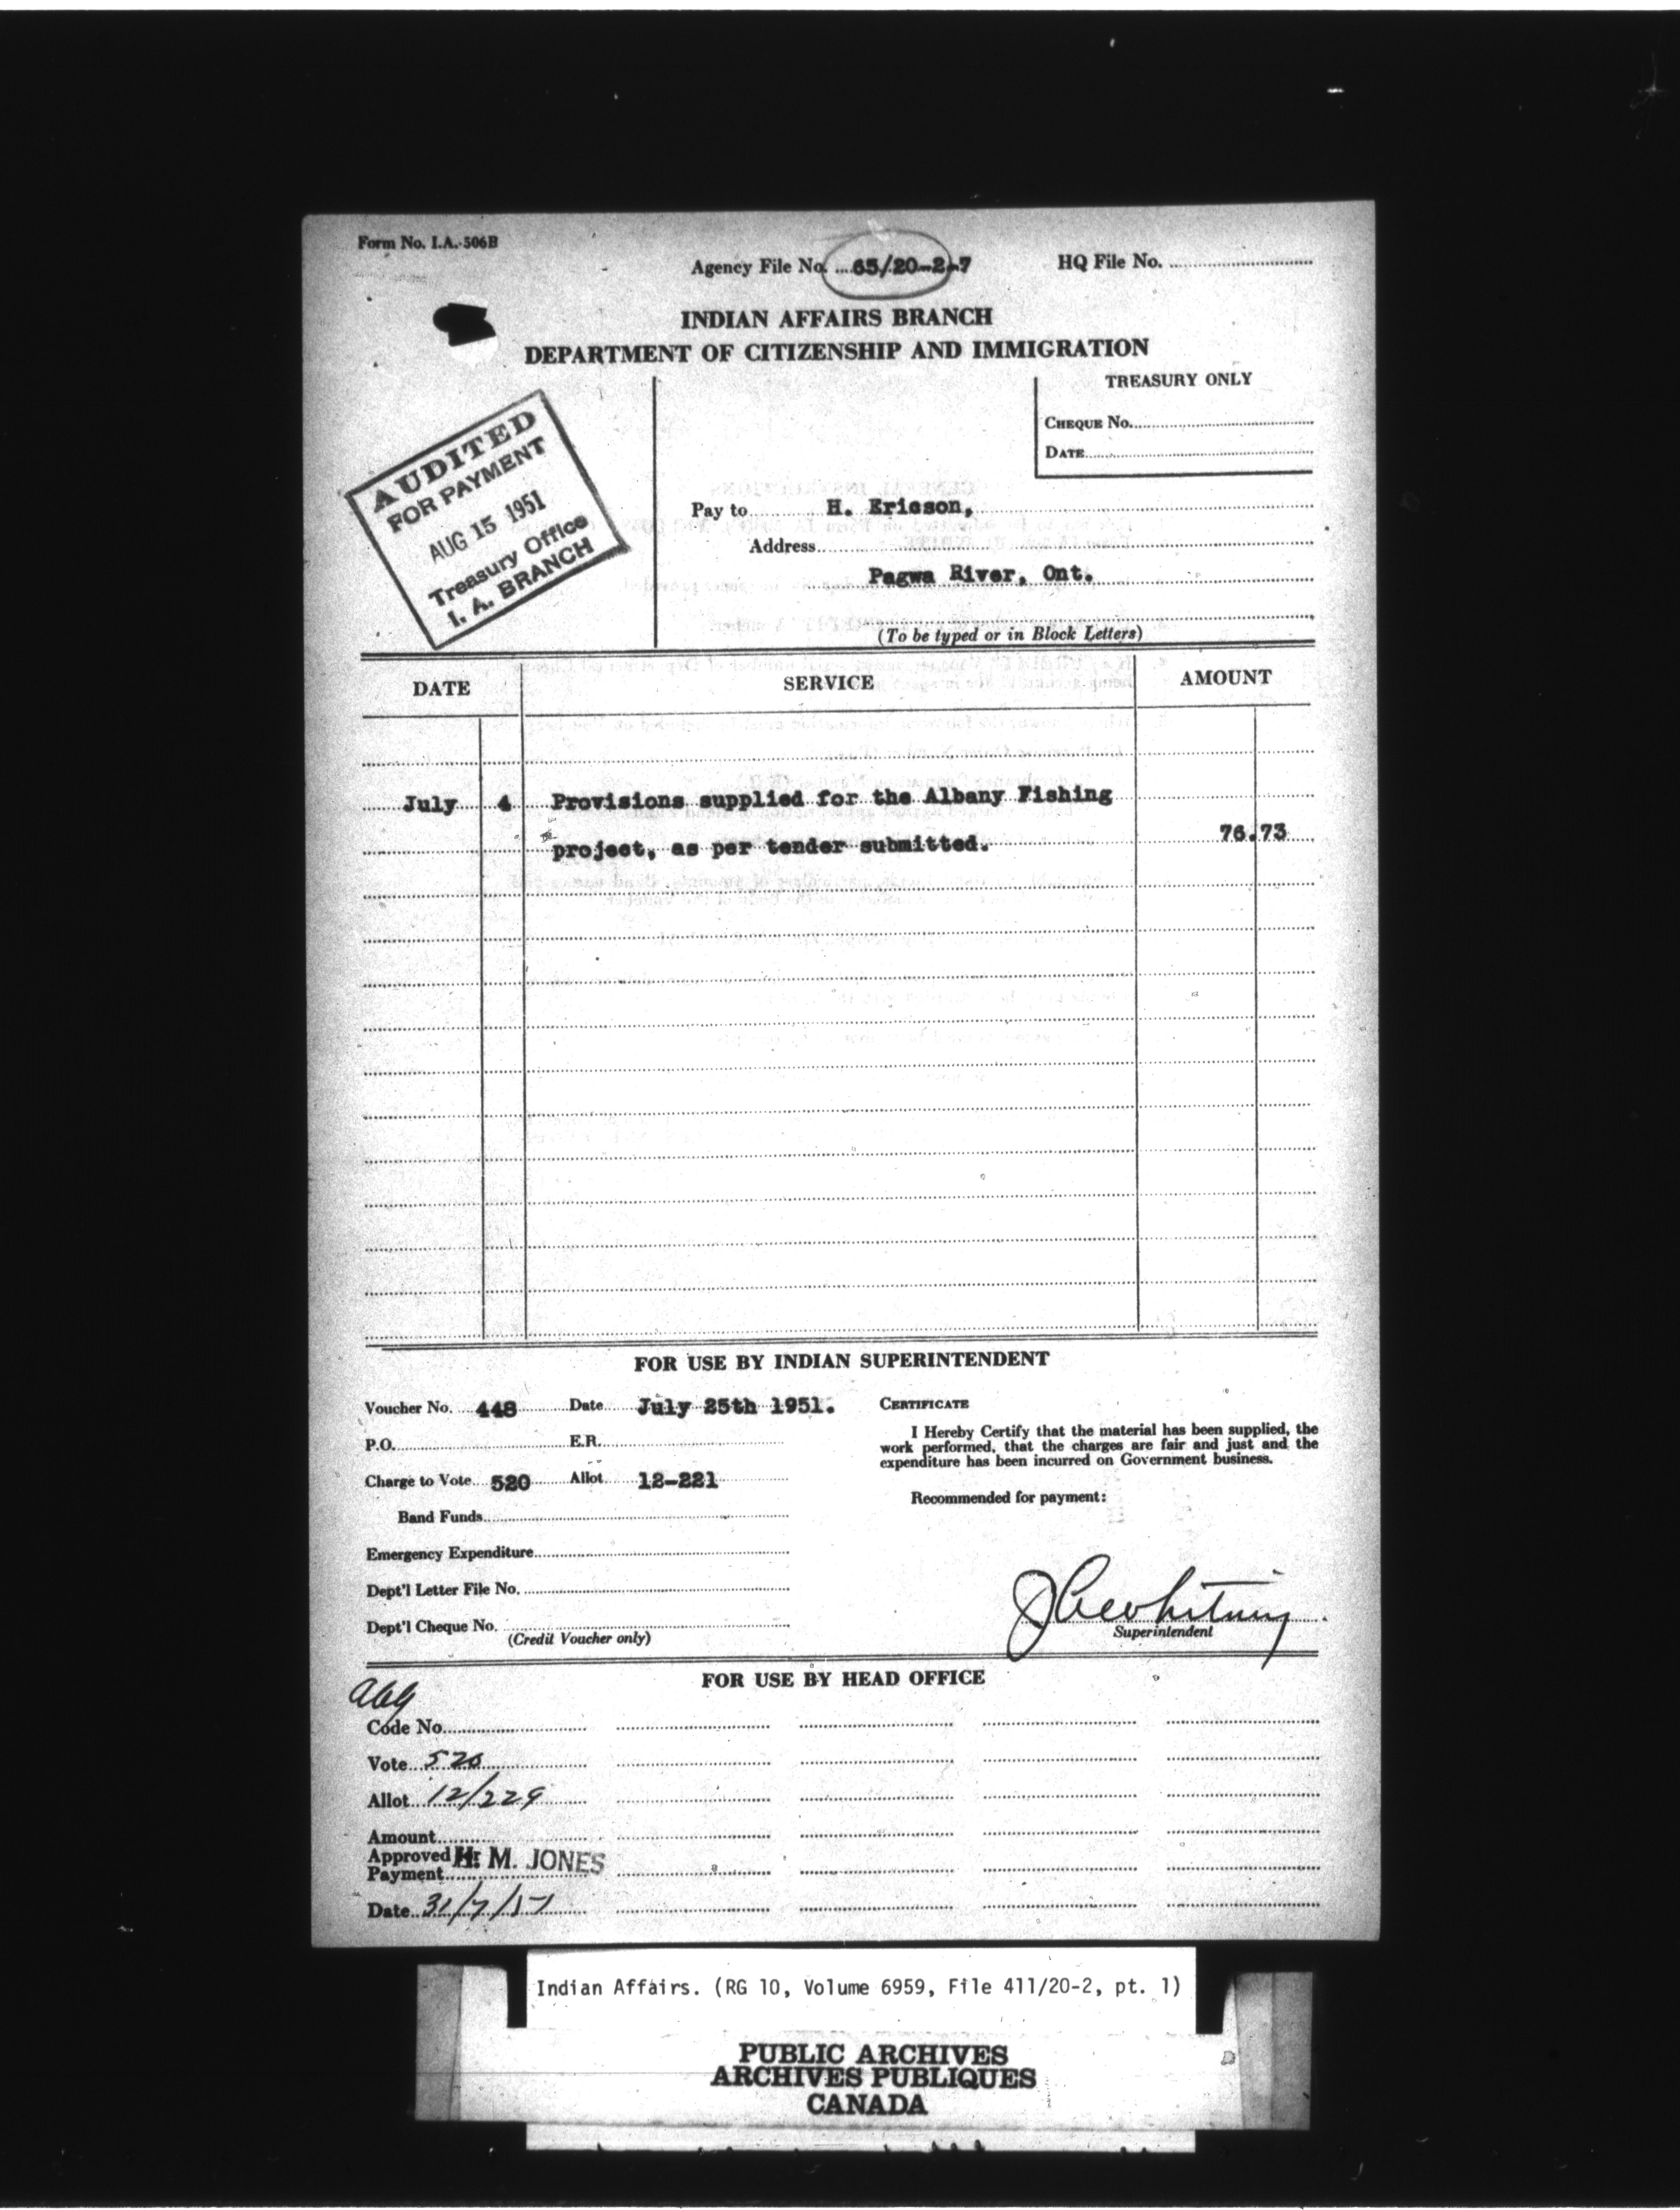 Form No. I.A. 506B
Agency File No. 65/20-2-7
HQ File No.
INDIAN AFFAIRS BRANCH
DEPARTMENT OF CITIZENSHIP AND IMMIGRATION
TREASURY ONLY
CHEQUE No.
DATE
AUDITED
FOR PAYMENT
AUG 15 1951
Treasury Office
I. A. BRANCH
Pay to H. Ericson,
Address
Pagwa River, Ont.
(To be typed or in Block Letters)
DATE SERVICE AMOUNT
July 4 Provisions supplied for the Albany Fishing
project, as per tender submitted. 76.73
FOR USE BY INDIAN SUPERINTENDENT
Voucher No. 448 Date July 25th 1951.
P.O. E.R.
Charge to Vote 520 Allot 12-221
Band Funds
Emergency Expenditure
Dept'l Letter File No.
Dept'l Cheque No.
(Credit Voucher only)
CERTIFICATE
I Hereby Certify that the material has been supplied, the
work performed, that the charges are fair and just and the
expenditure has been incurred on Government business.
Recommended for payment:
Superintendent
FOR USE BY HEAD OFFICE
Code No.
Vote 520
Allot 12/229
Amount
Approved H. M. JONES
Payment
Date 31/7/51
Indian Affairs. (RG 10, Volume 6959, File 411/20-2, pt. 1)
PUBLIC ARCHIVES
ARCHIVES PUBLIQUES
CANADA